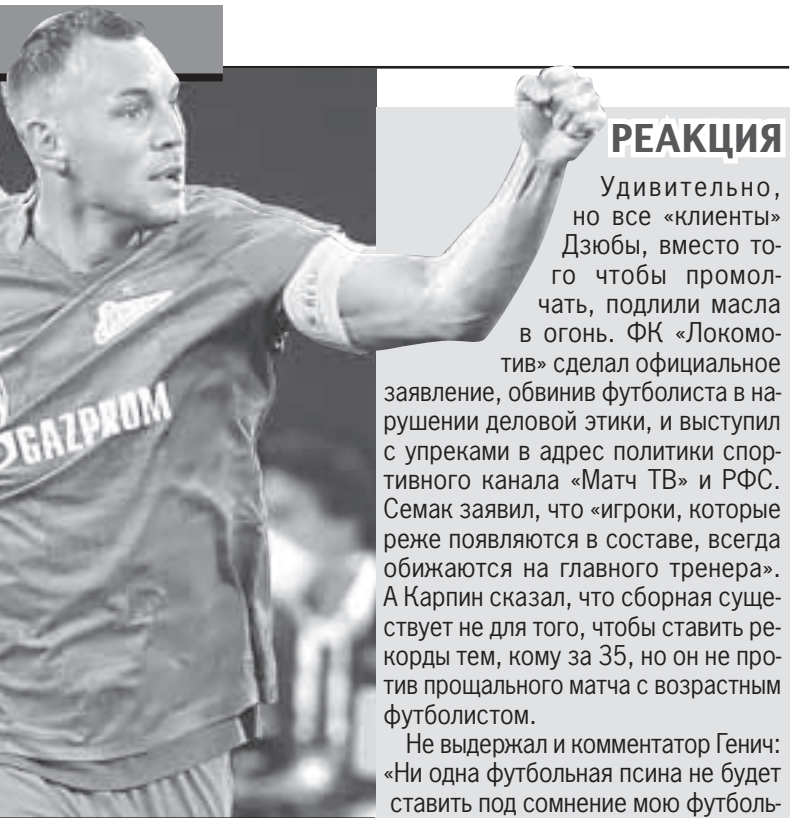 GAZPROM
РЕАКЦИЯ
Удивительно,
но все «клиенты»
Дзюбы, вместо то-
го чтобы промол-
чать, подлили масла
в огонь. ФК «Локомо-
тив» сделал официальное
заявление, обвинив футболиста в на-
рушении деловой этики, и выступил
с упреками в адрес политики спор-
тивного канала «Матч ТВ» и РФС.
Семак заявил, что «игроки, которые
реже появляются в составе, всегда
обижаются на главного тренера».
А Карпин сказал, что сборная суще-
ствует не для того, чтобы ставить ре-
корды тем, кому за 35, но он не про-
тив прощального матча с возрастным
футболистом.
Не выдержал и комментатор Генич:
«Ни одна футбольная псина не будет
ставить под сомнение мою футболь-